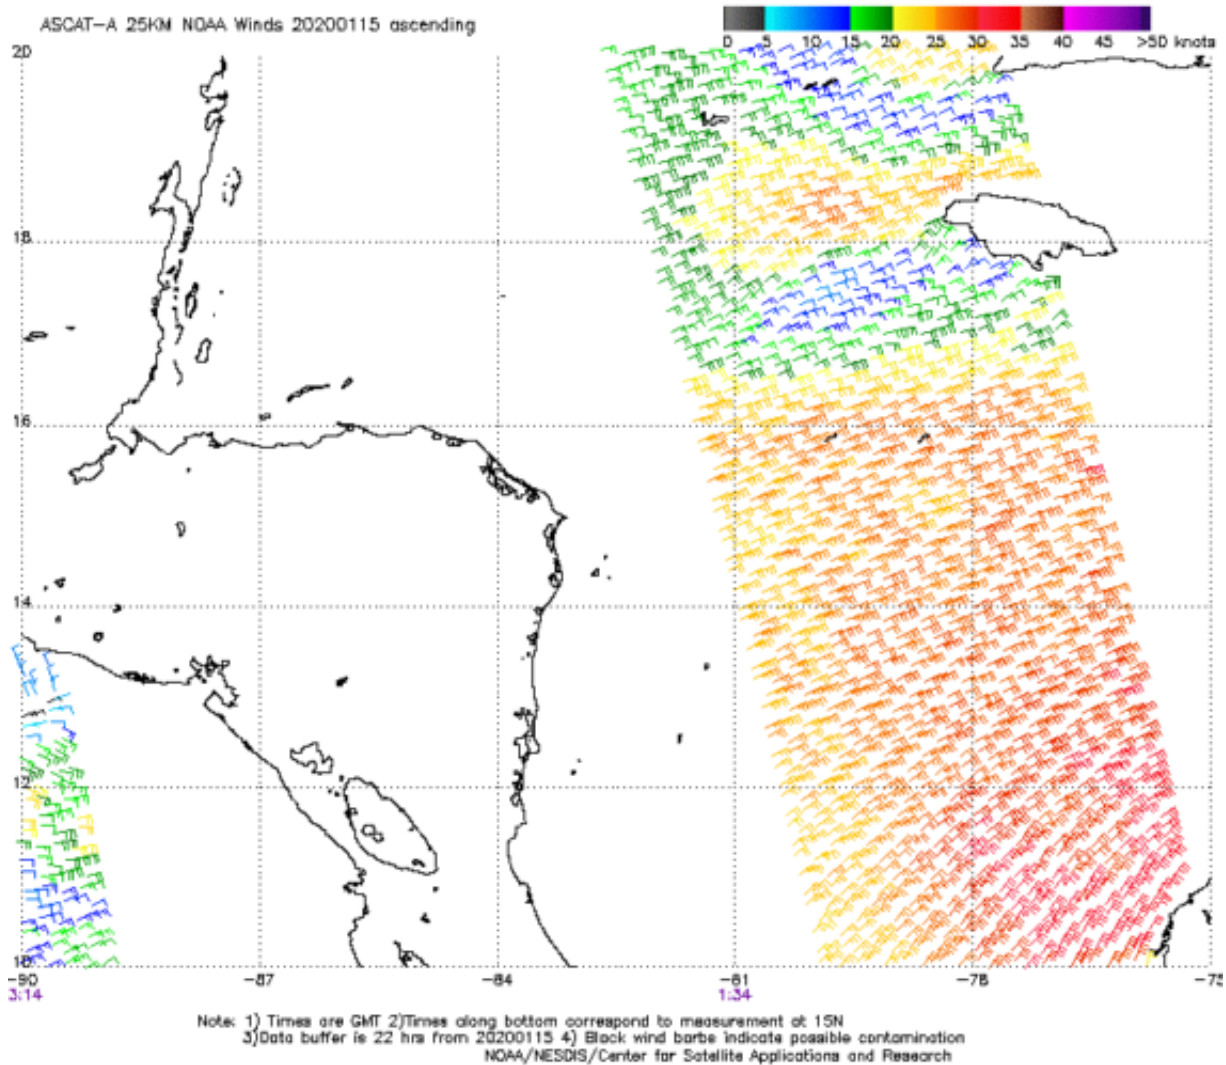 ASCAT-A 25KM NOAA Winds 20200115 ascending
0 5 10 15 20 25 30 35 40 45 >50 knots
20
18
16
14
12
10
-90 -87 -84 -81 -78 -75
3:14 1:34
Note: 1) Times are GMT 2)Times along bottom correspond to measurement at 15N
3)Data buffer is 22 hrs from 20200115 4) Black wind barbs indicate possible contamination
NOAA/NESDIS/Center for Satellite Applications and Research